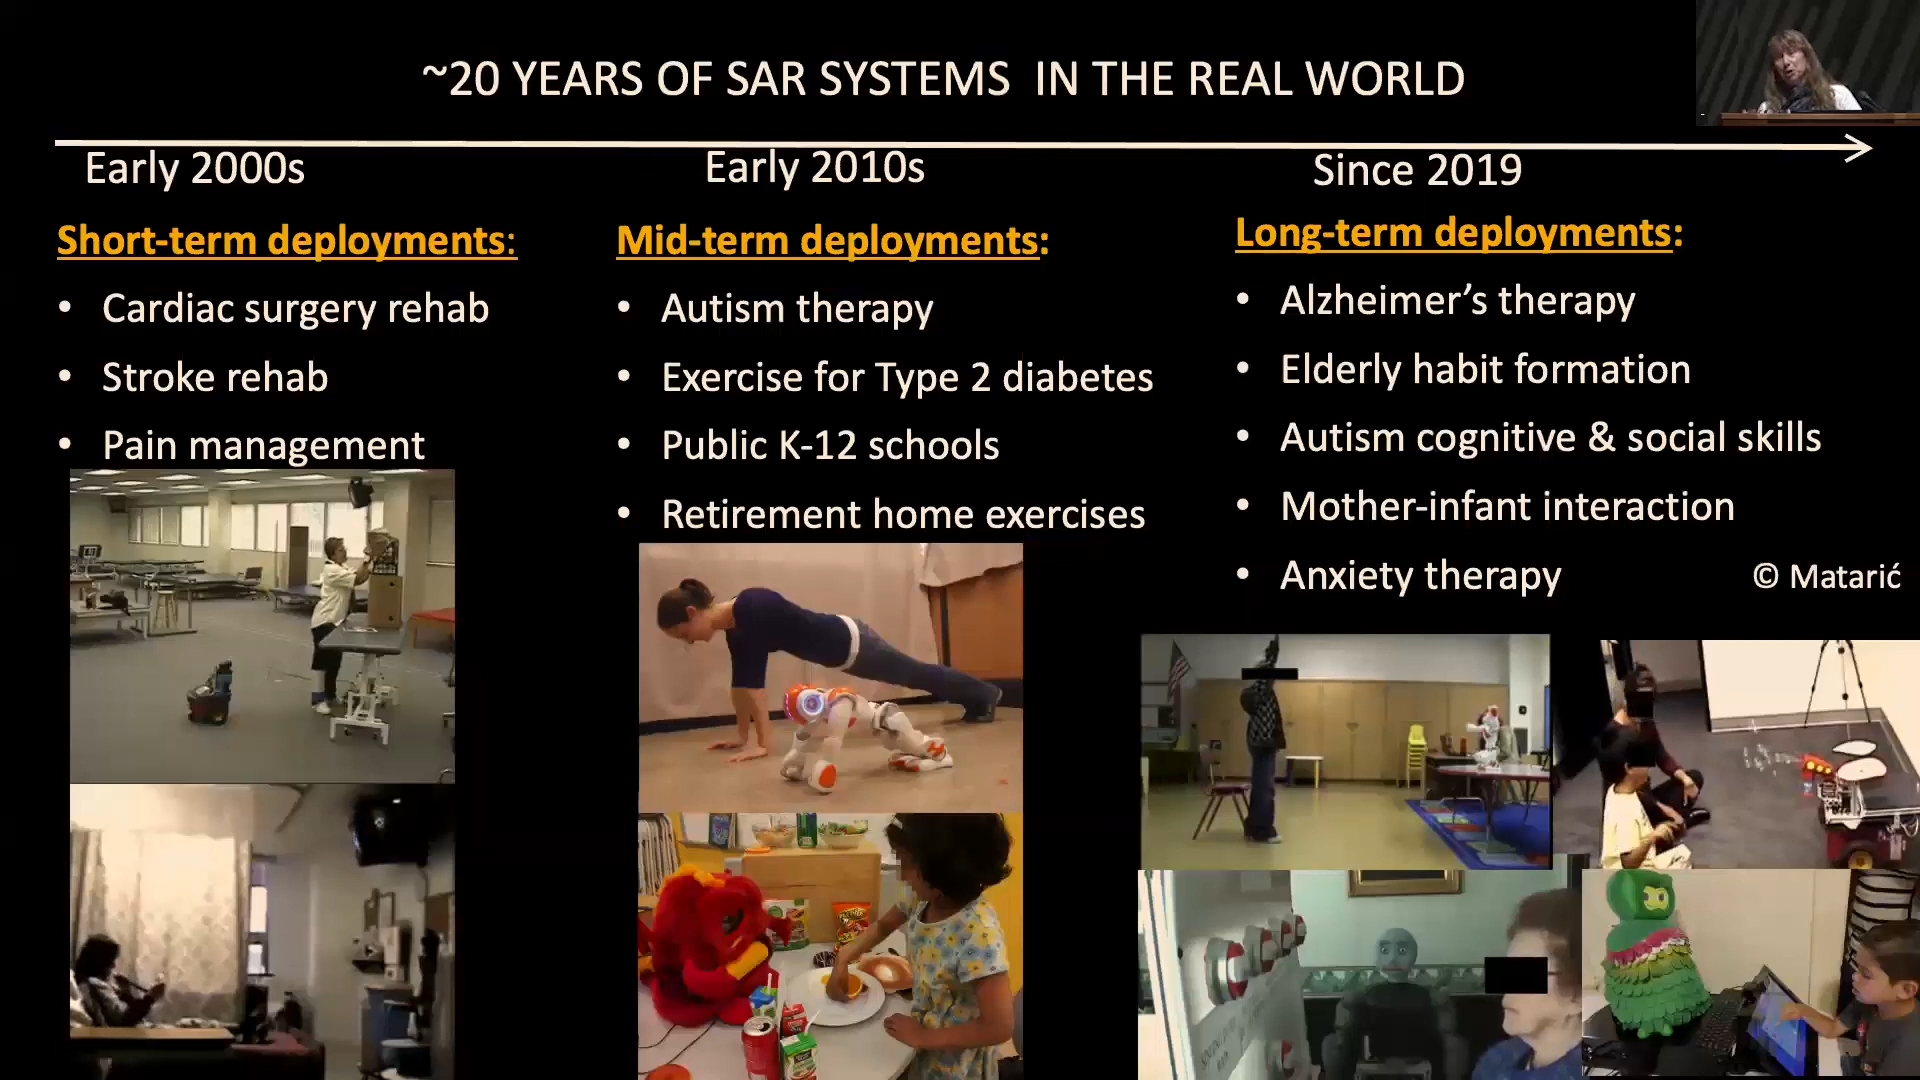 ~20 YEARS OF SAR SYSTEMS IN THE REAL WORLD
Early 2000s
Short-term deployments:
• Cardiac surgery rehab
• Stroke rehab
• Pain management
Early 2010s
Mid-term deployments:
• Autism therapy
• Exercise for Type 2 diabetes
• Public K-12 schools
• Retirement home exercises
Since 2019
Long-term deployments:
• Alzheimer’s therapy
• Elderly habit formation
• Autism cognitive & social skills
• Mother-infant interaction
• Anxiety therapy
© Matarić